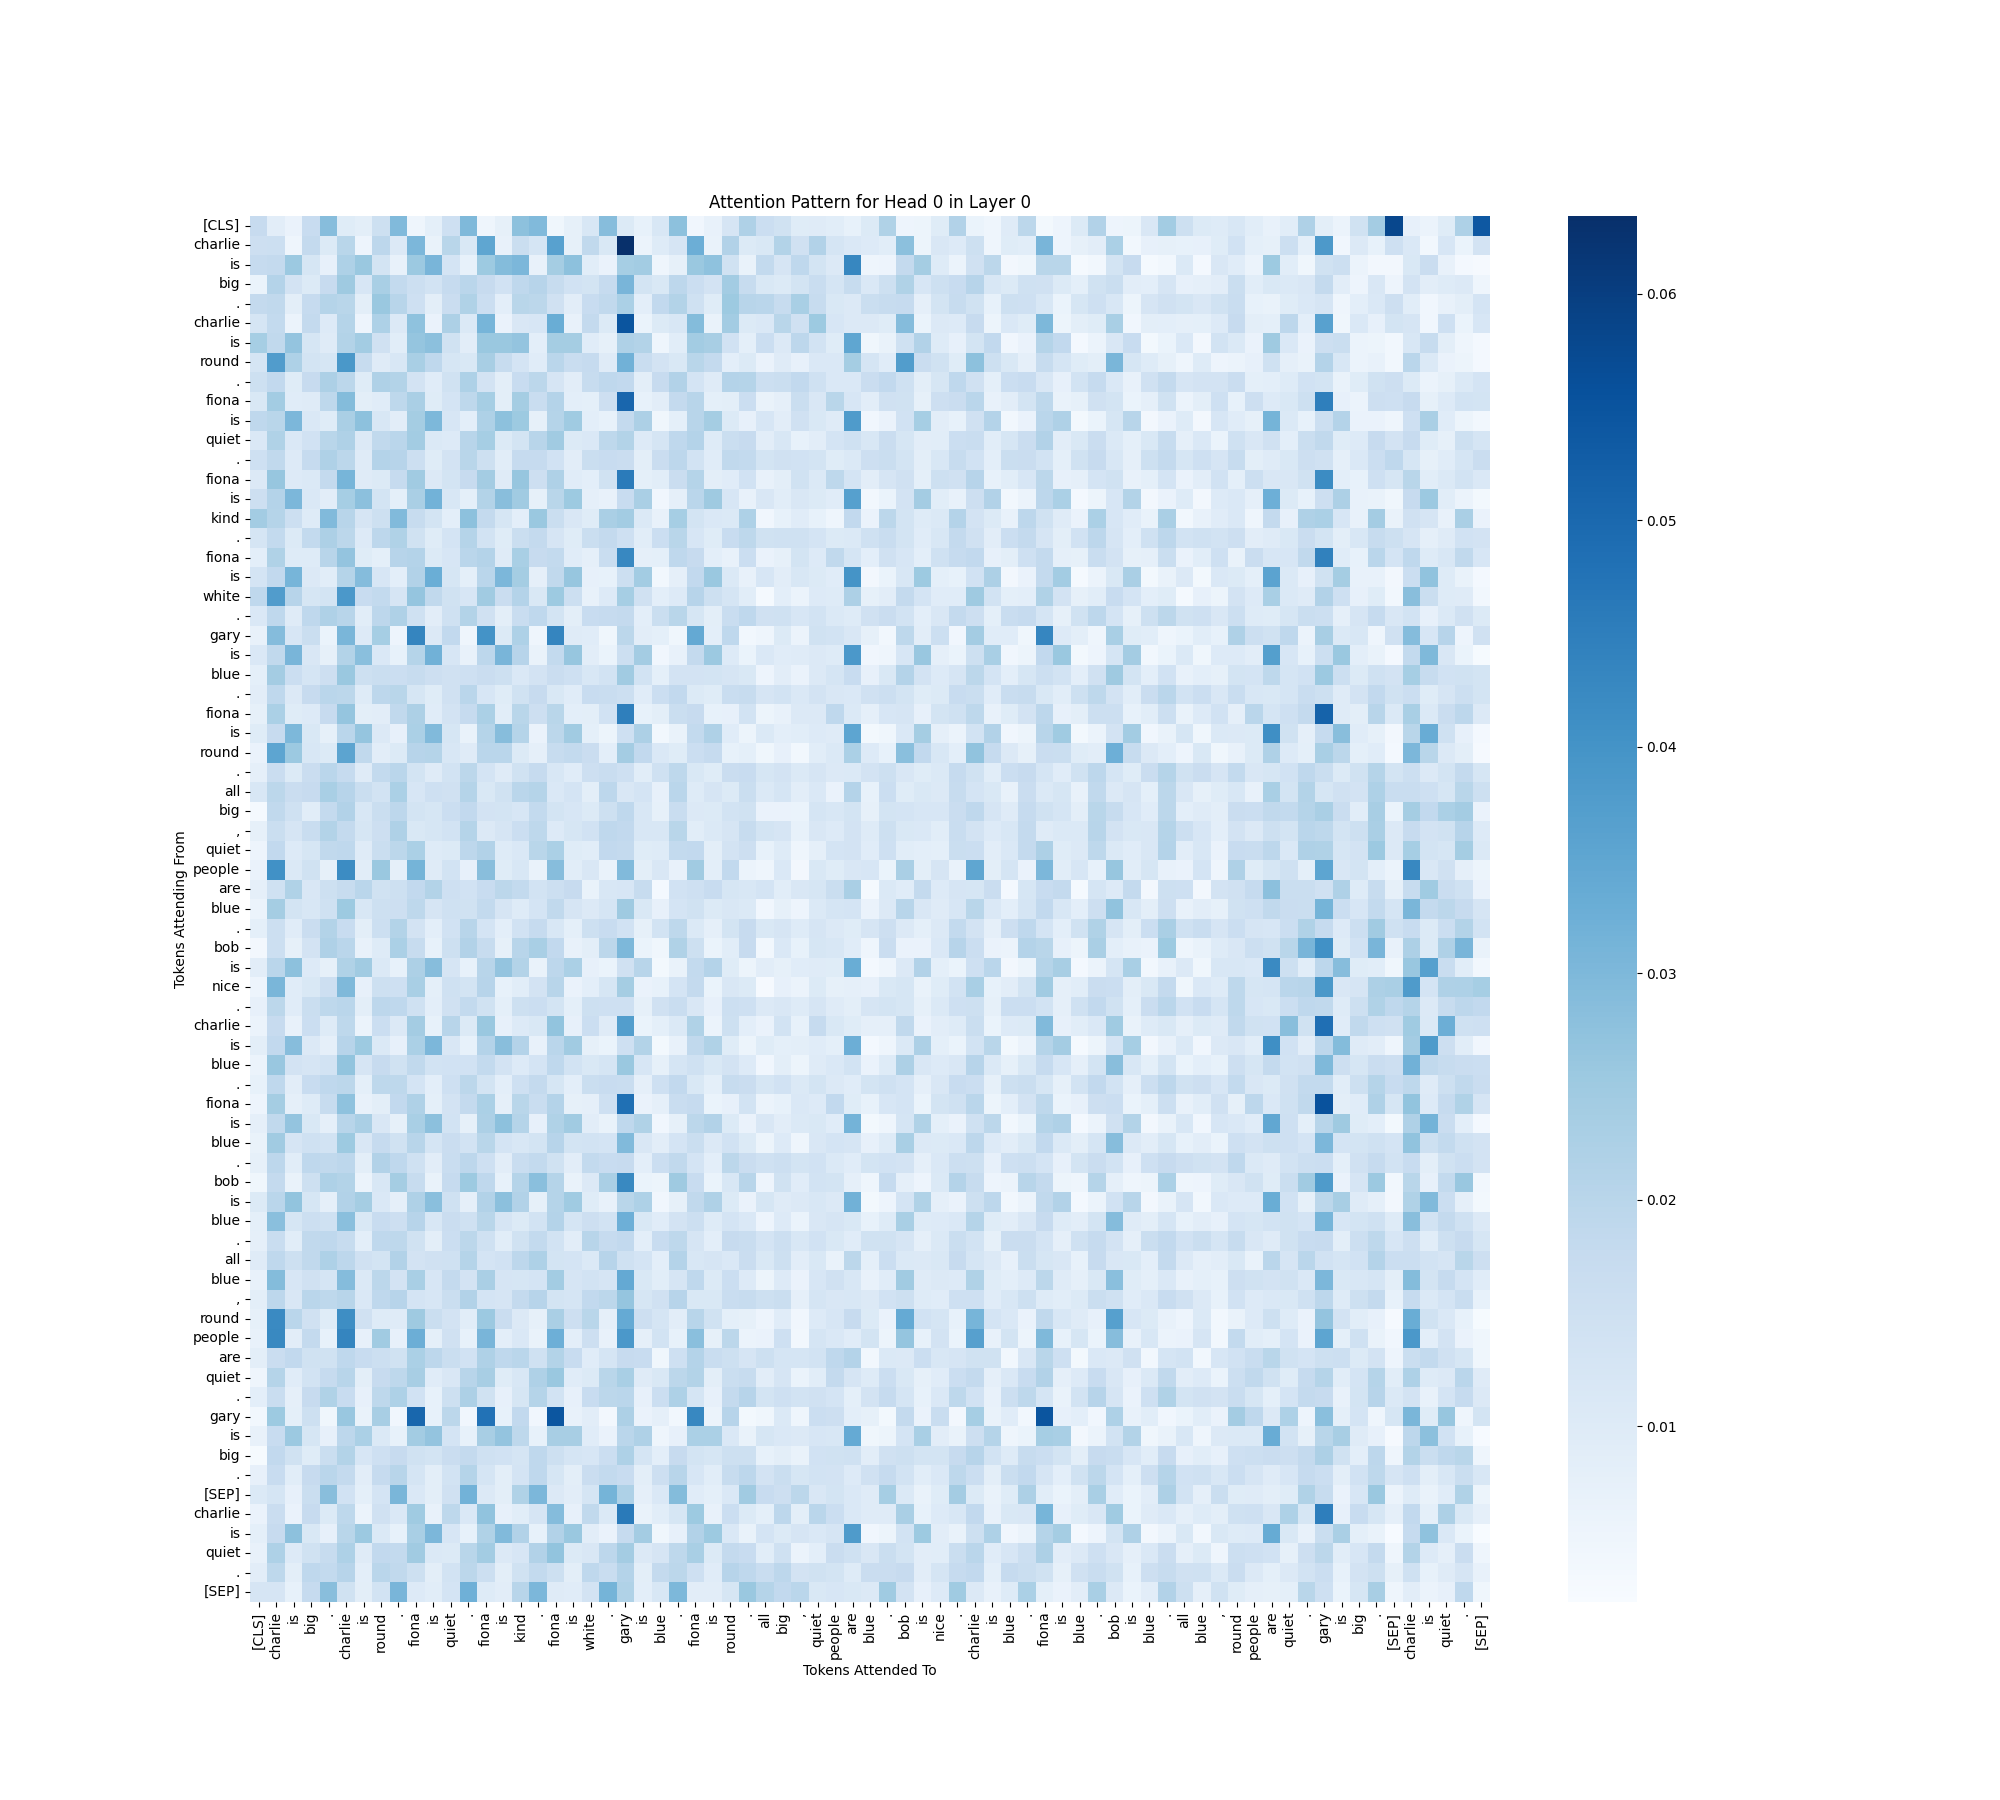 Attention Pattern for Head 0 in Layer 0
Tokens Attending From
[CLS]
charlie
is
big
.
charlie
is
round
.
fiona
is
quiet
.
fiona
is
kind
.
fiona
is
white
.
gary
is
blue
.
fiona
is
round
.
all
big
,
quiet
people
are
blue
.
bob
is
nice
.
charlie
is
blue
.
fiona
is
blue
.
bob
is
blue
.
all
blue
,
round
people
are
quiet
.
gary
is
big
.
[SEP]
charlie
is
quiet
.
[SEP]
[CLS] charlie is big . charlie is round . fiona is quiet . fiona is kind . fiona is white . gary is blue . fiona is round . all big , quiet people are blue . bob is nice . charlie is blue . fiona is blue . bob is blue . all blue , round people are quiet . gary is big . [SEP] charlie is quiet . [SEP]
Tokens Attended To
0.06
0.05
0.04
0.03
0.02
0.01